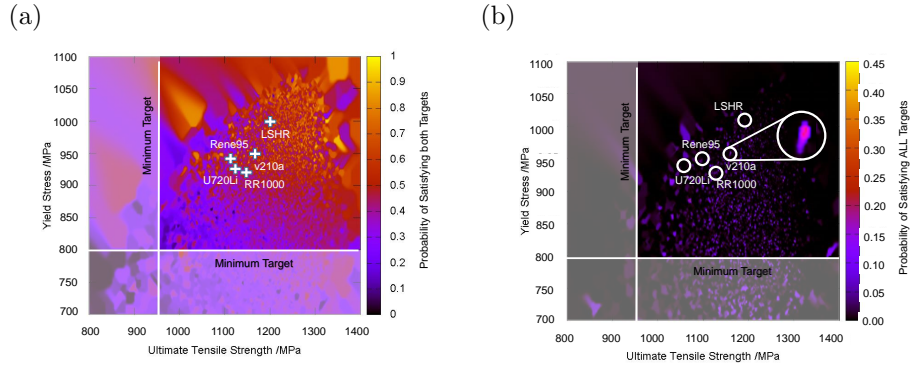 (a)
1100
1050
1000
950
900
850
800
750
700
Yield Stress /MPa
Minimum Target
LSHR
Rene95
v210a
U720Li
RR1000
Minimum Target
800
900
1000
1100
1200
1300
1400
Ultimate Tensile Strength /MPa
1
0.9
0.8
0.7
0.6
0.5
0.4
0.3
0.2
0.1
0
Probability of Satisfying both Targets
(b)
1100
1050
1000
950
900
850
800
750
700
Yield Stress /MPa
Minimum Target
LSHR
Rene95
v210a
U720Li
RR1000
Minimum Target
800
900
1000
1100
1200
1300
1400
Ultimate Tensile Strength /MPa
0.45
0.40
0.35
0.30
0.25
0.20
0.15
0.10
0.05
0.00
Probability of Satisfying ALL Targets